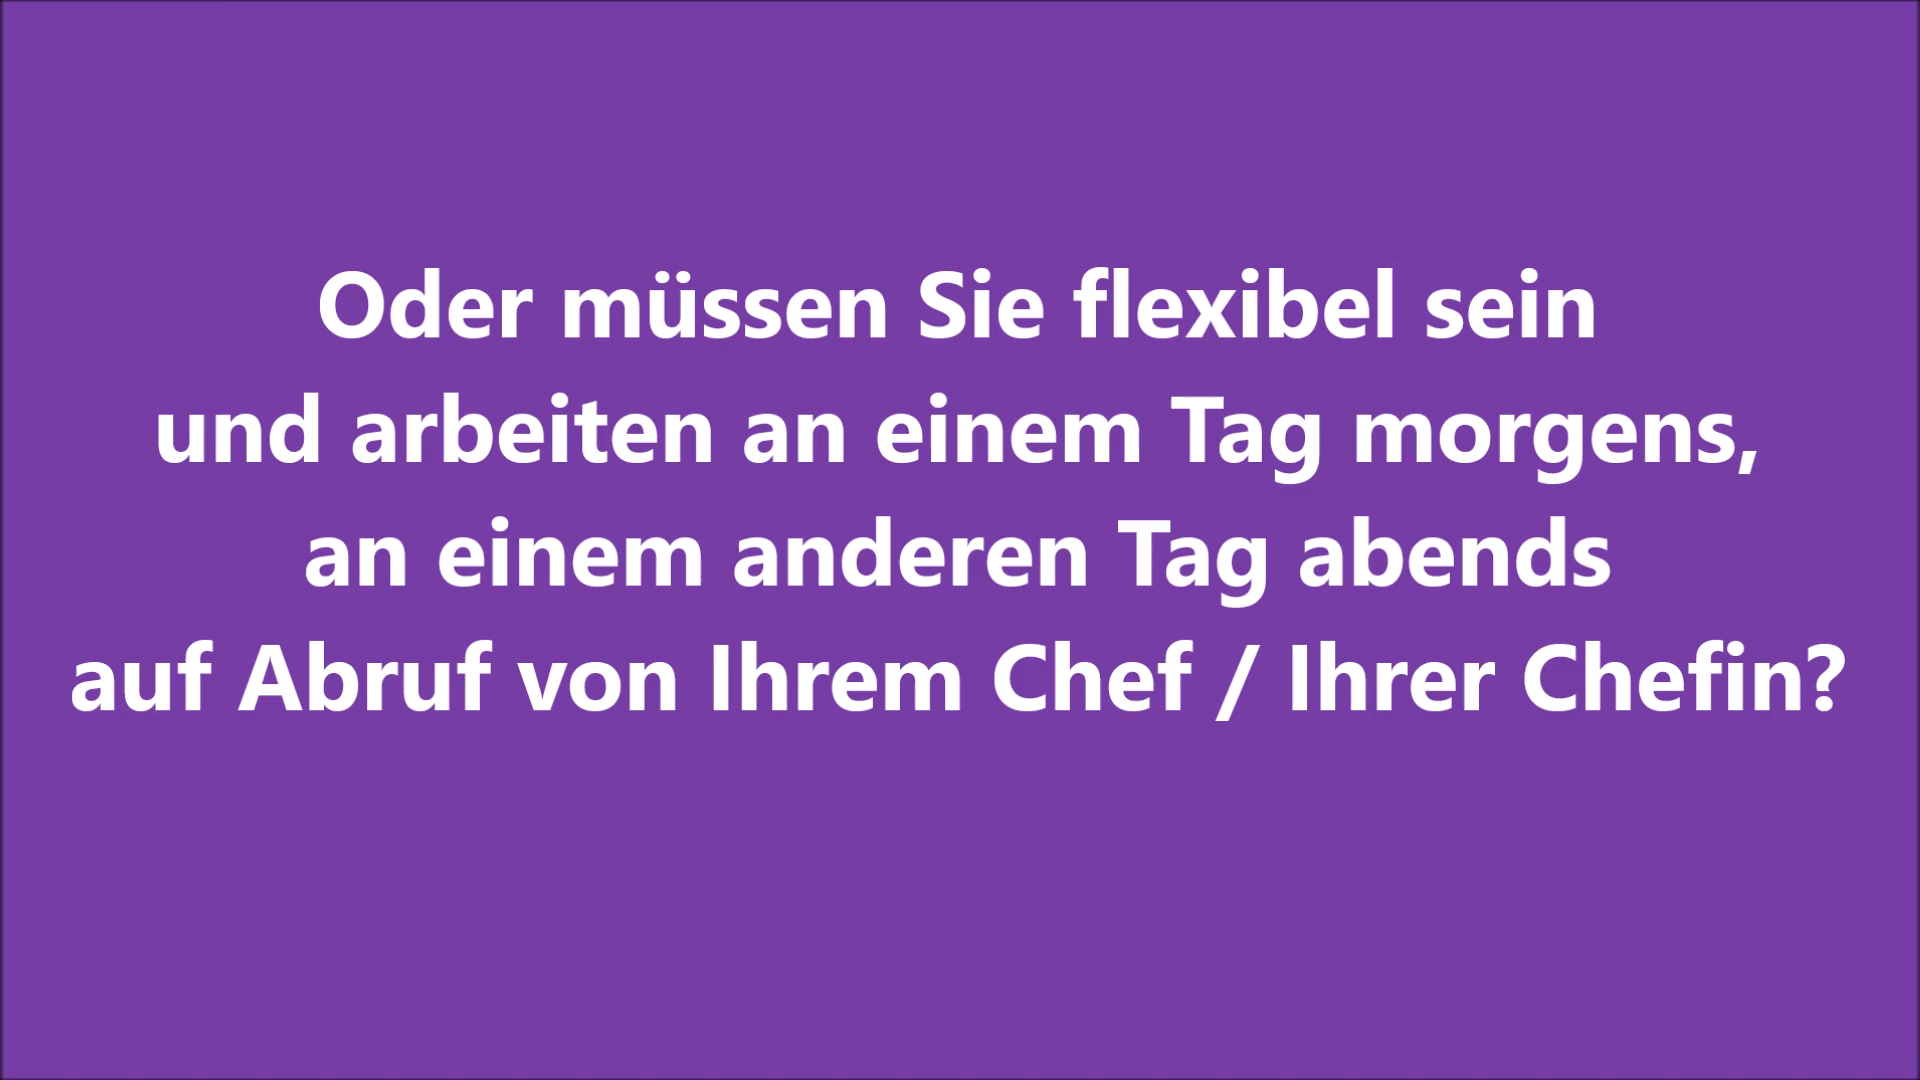 Oder müssen Sie flexibel sein
und arbeiten an einem Tag morgens,
an einem anderen Tag abends
auf Abruf von Ihrem Chef / Ihrer Chefin?